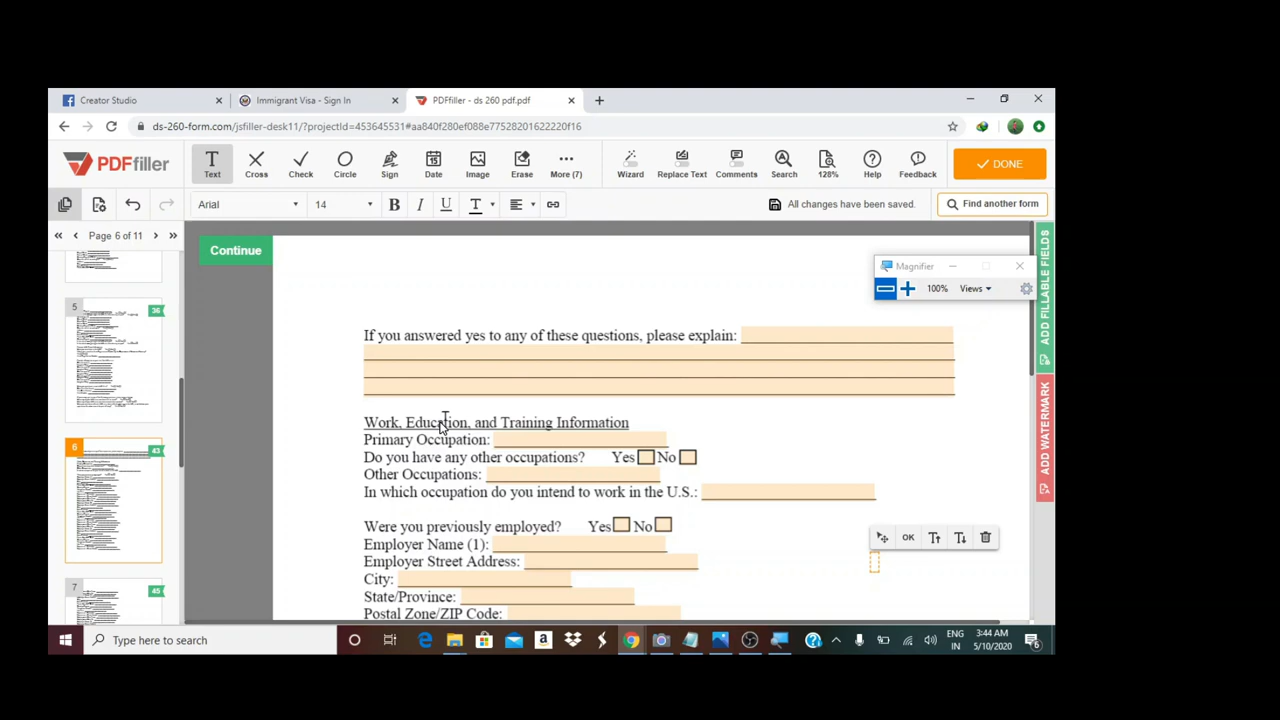 Creator Studio
Immigrant Visa - Sign In
PDFfiller - ds 260 pdf.pdf
ds-260-form.com/jsfiller-desk11/?projectId=453645531#aa840f280ef088e77528201622220f16
PDFfiller
Text
Cross
Check
Circle
Sign
Date
Image
Erase
More (7)
Wizard
Replace Text
Comments
Search
128%
Help
Feedback
DONE
Arial
14
B
I
U
T
All changes have been saved.
Find another form
Page 6 of 11
Continue
ADD FILLABLE FIELDS
ADD WATERMARK
Magnifier
100%
Views
5
36
6
43
7
45
If you answered yes to any of these questions, please explain:
Work, Education, and Training Information
Primary Occupation:
Do you have any other occupations? Yes No
Other Occupations:
In which occupation do you intend to work in the U.S.:
Were you previously employed? Yes No
Employer Name (1):
Employer Street Address:
City:
State/Province:
Postal Zone/ZIP Code:
OK
Type here to search
ENG
IN
3:44 AM
5/10/2020
6